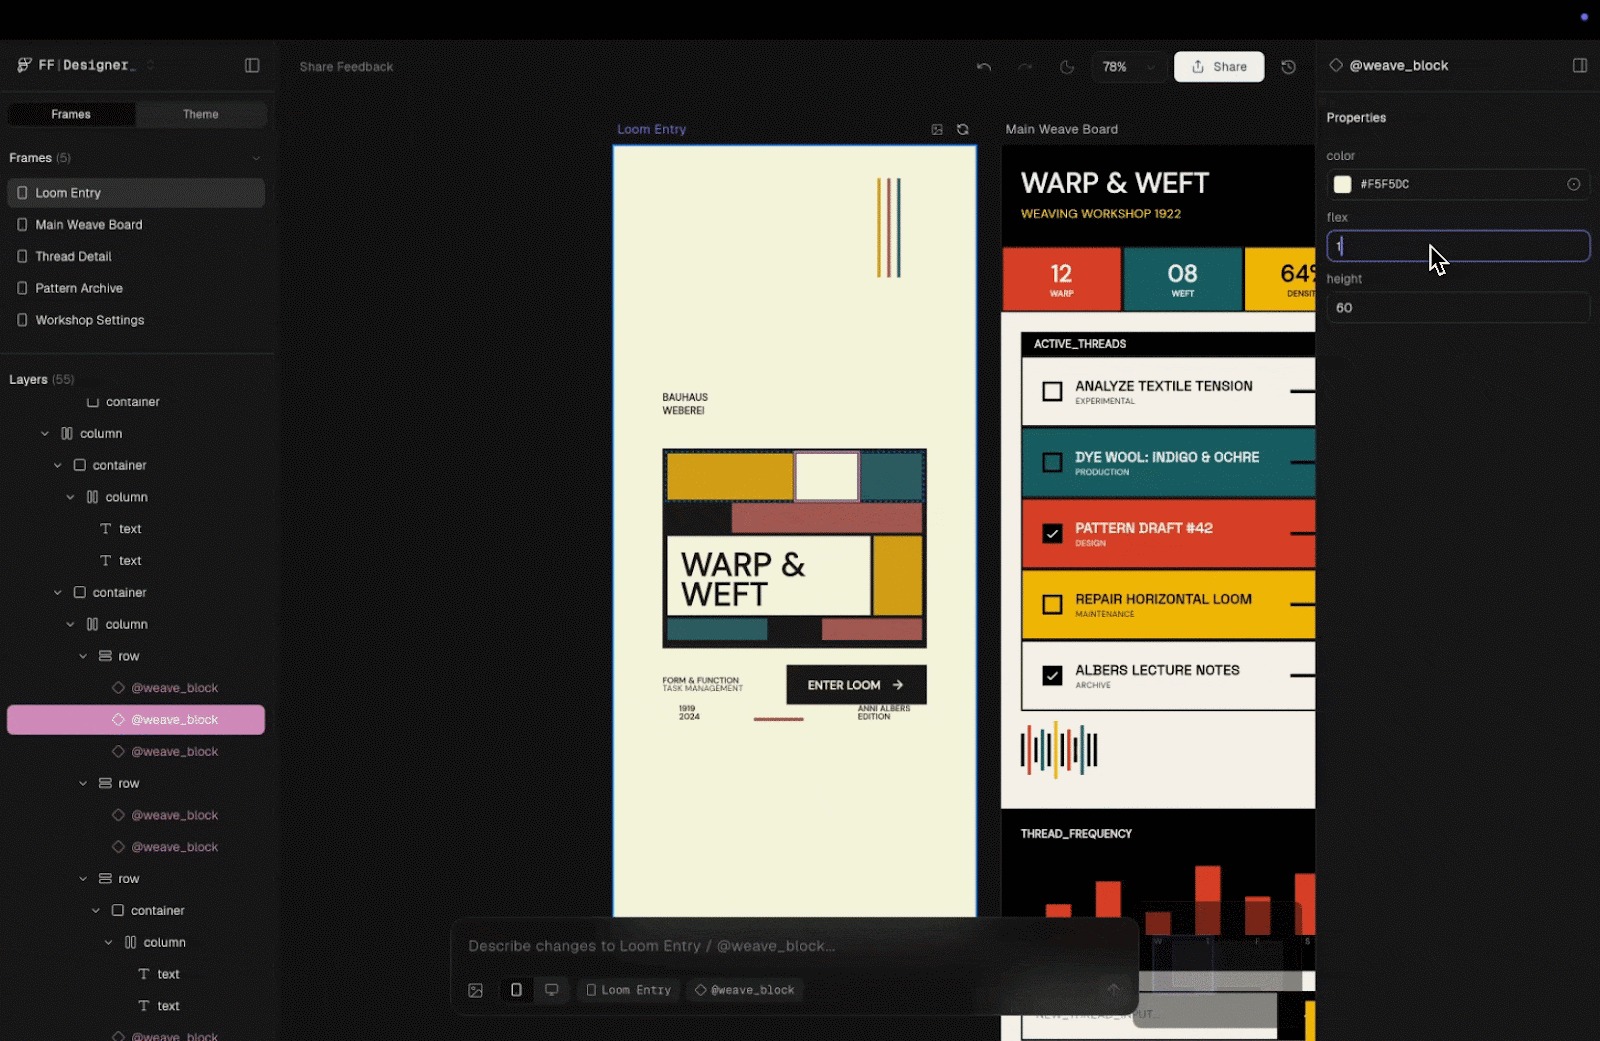 FF|Designer_
Share Feedback
78%
Share
@weave_block
Frames
Theme
Frames (5)
Loom Entry
Main Weave Board
Thread Detail
Pattern Archive
Workshop Settings
Layers (55)
container
column
container
column
text
text
container
column
row
@weave_block
@weave_block
@weave_block
row
@weave_block
@weave_block
row
container
column
text
text
@weave_block
Loom Entry
BAUHAUS
WEBEREI
WARP &
WEFT
FORM & FUNCTION
TASK MANAGEMENT
ENTER LOOM
1919
2024
ANNI ALBERS
EDITION
Main Weave Board
WARP & WEFT
WEAVING WORKSHOP 1922
12
WARP
08
WEFT
64%
DENSIT
ACTIVE_THREADS
ANALYZE TEXTILE TENSION
EXPERIMENTAL
DYE WOOL: INDIGO & OCHRE
PRODUCTION
PATTERN DRAFT #42
DESIGN
REPAIR HORIZONTAL LOOM
MAINTENANCE
ALBERS LECTURE NOTES
ARCHIVE
THREAD_FREQUENCY
W
S
NEW_THREAD_INPUT...
Describe changes to Loom Entry / @weave_block...
Loom Entry
@weave_block
Properties
color
#F5F5DC
flex
1
height
60